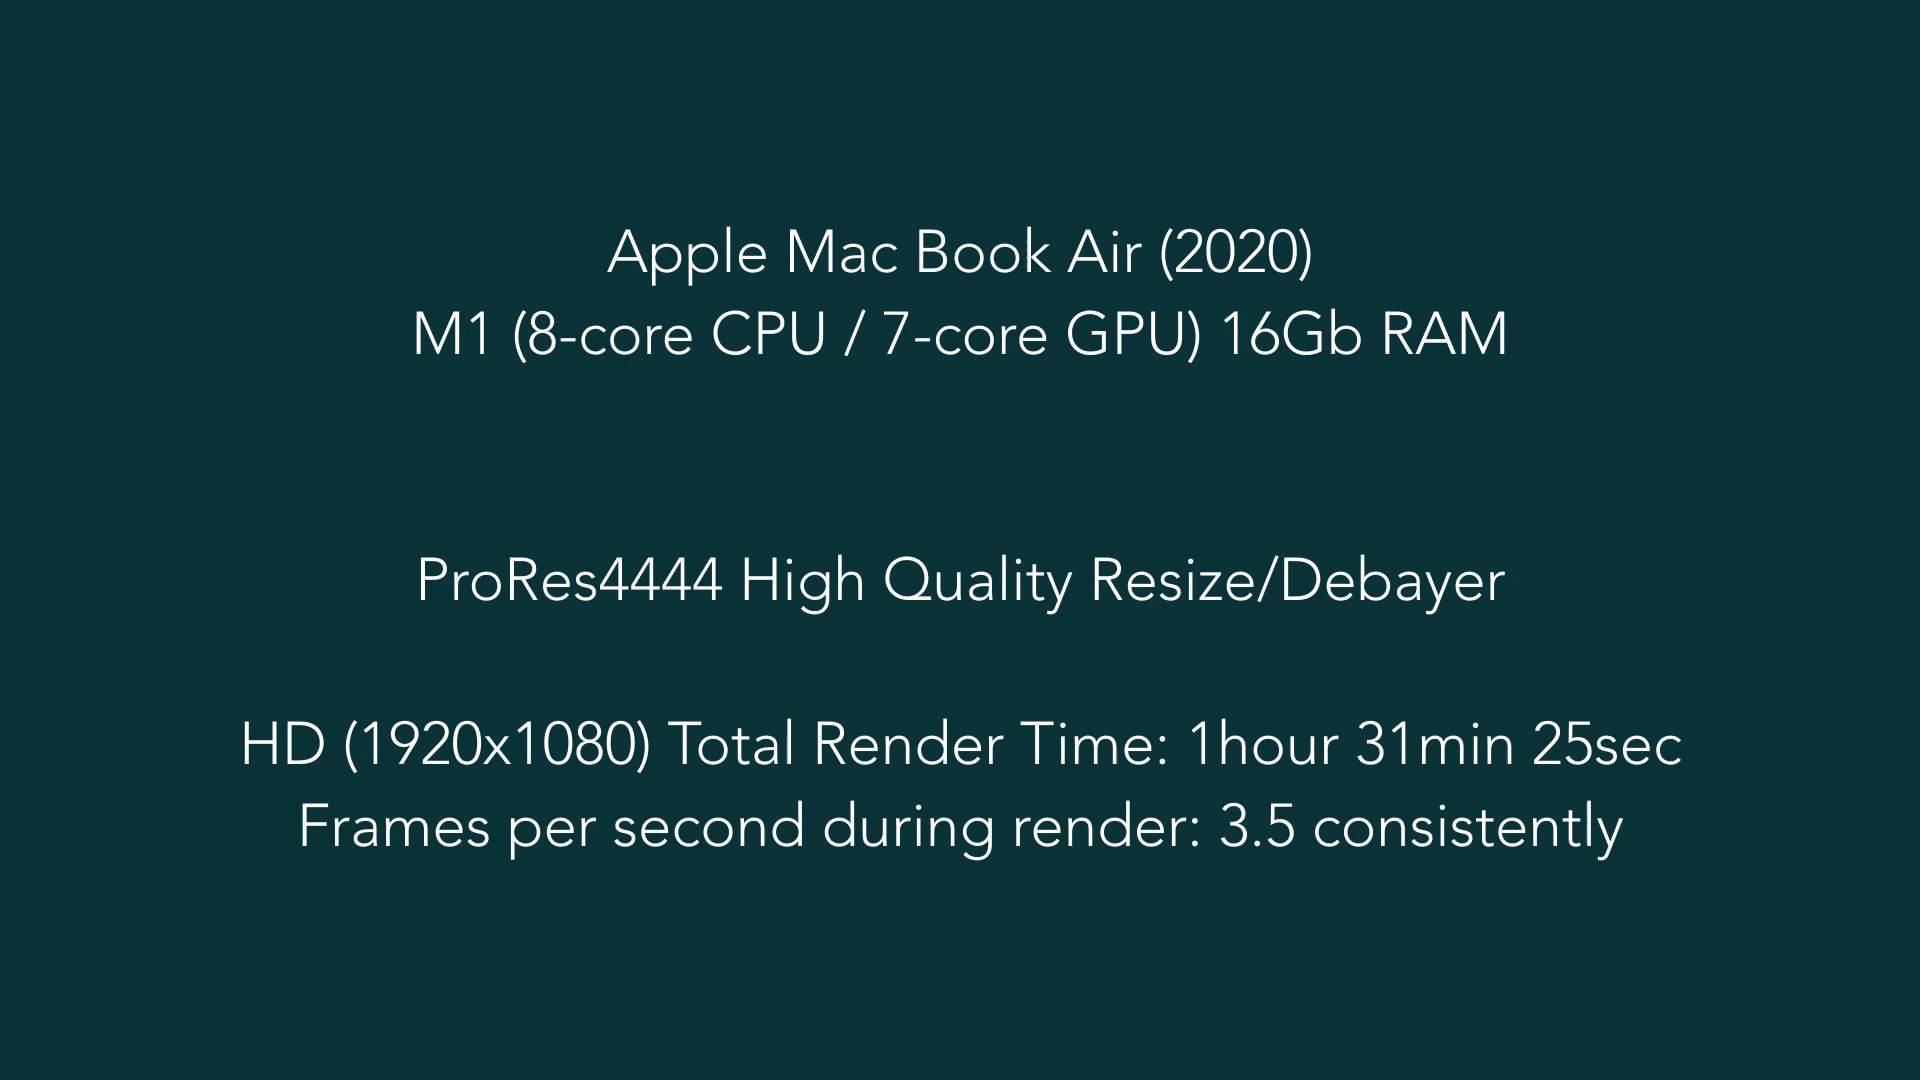 Apple Mac Book Air (2020)
M1 (8-core CPU / 7-core GPU) 16Gb RAM
ProRes4444 High Quality Resize/Debayer
HD (1920x1080) Total Render Time: 1hour 31min 25sec
Frames per second during render: 3.5 consistently